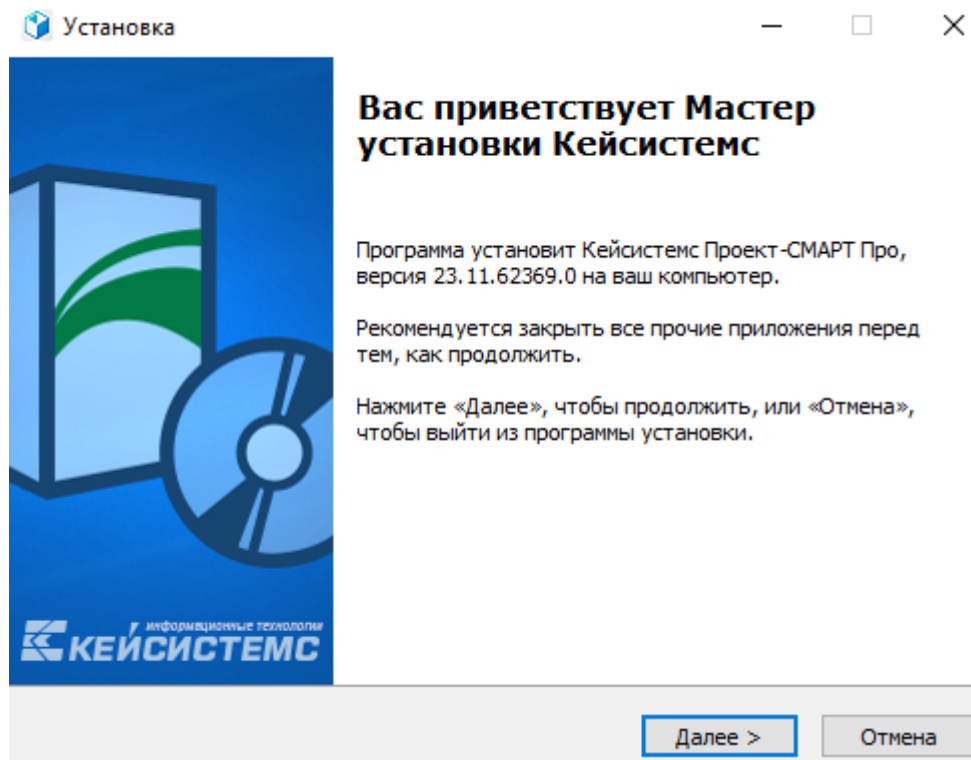 Установка
Вас приветствует Мастер
установки Кейсистемс
Программа установит Кейсистемс Проект-СМАРТ Про,
версия 23.11.62369.0 на ваш компьютер.
Рекомендуется закрыть все прочие приложения перед
тем, как продолжить.
Нажмите «Далее», чтобы продолжить, или «Отмена»,
чтобы выйти из программы установки.
информационные технологии
КЕЙСИСТЕМС
Далее >
Отмена